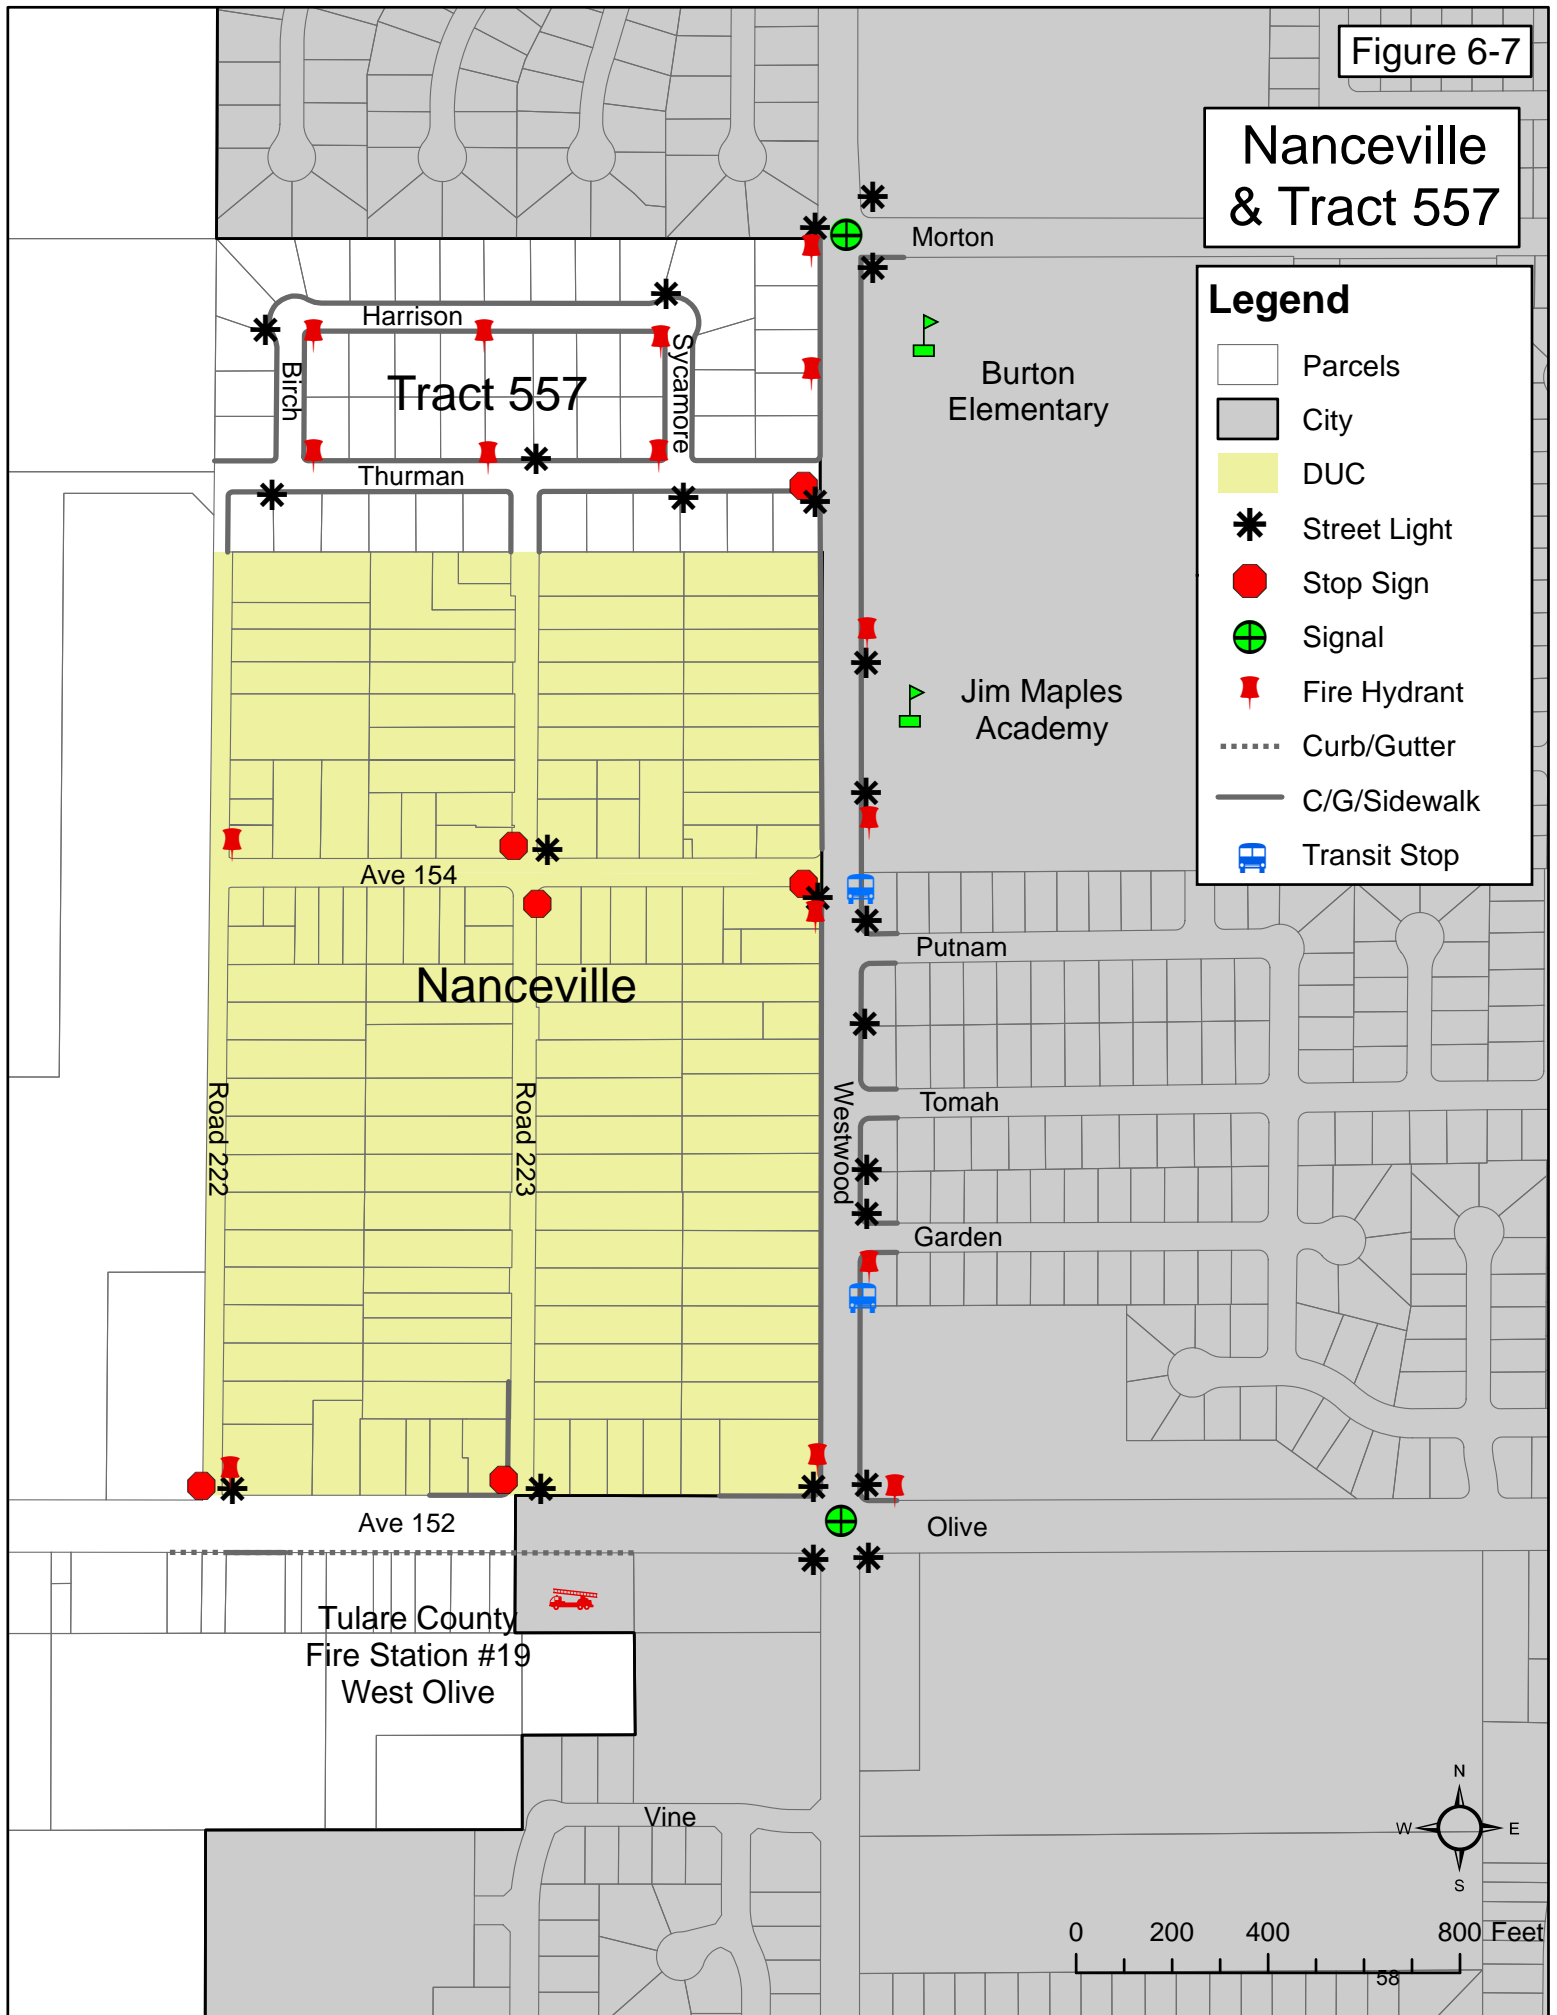 Figure 6-7
Nanceville
& Tract 557
Legend
Parcels
City
DUC
Street Light
Stop Sign
Signal
Fire Hydrant
Curb/Gutter
C/G/Sidewalk
Transit Stop
Morton
Harrison
Birch
Tract 557
Sycamore
Thurman
Burton
Elementary
Jim Maples
Academy
Ave 154
Nanceville
Putnam
Road 222
Road 223
Westwood
Tomah
Garden
Ave 152
Olive
Tulare County
Fire Station #19
West Olive
Vine
N
W
E
S
0 200 400 800 Feet
58